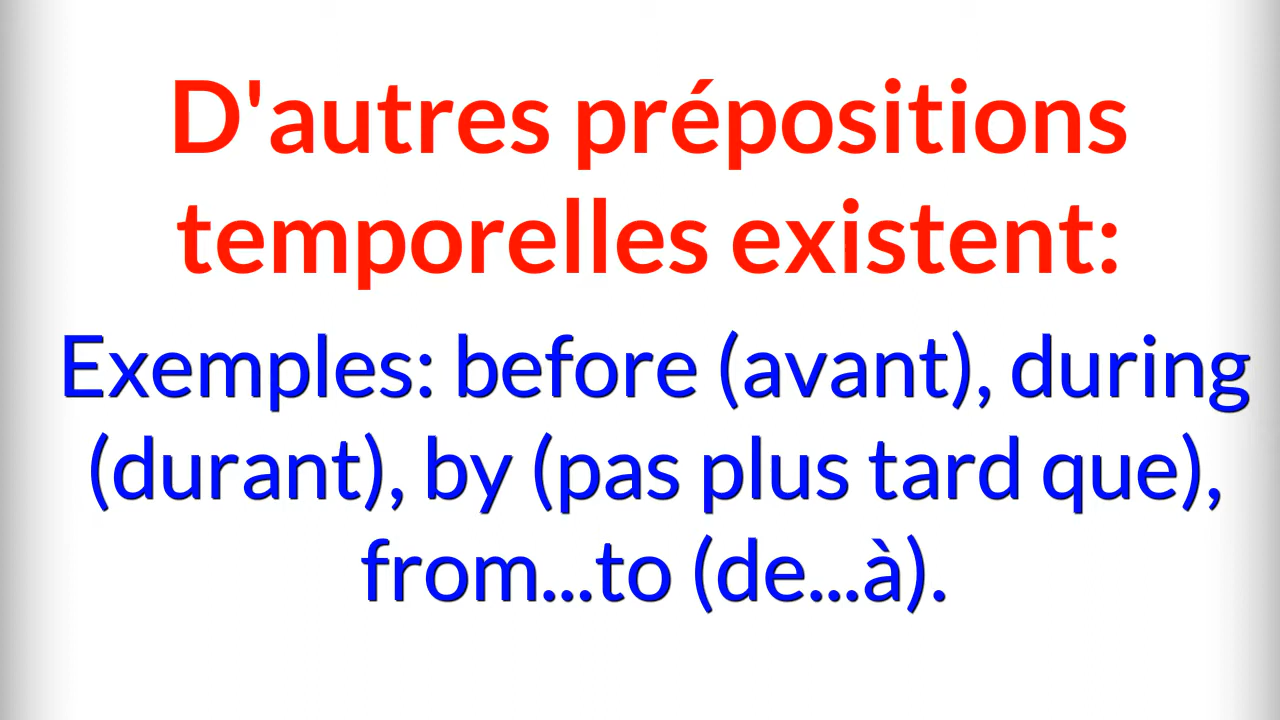 D'autres prépositions
temporelles existent:
Exemples: before (avant), during
(durant), by (pas plus tard que),
from...to (de...à).